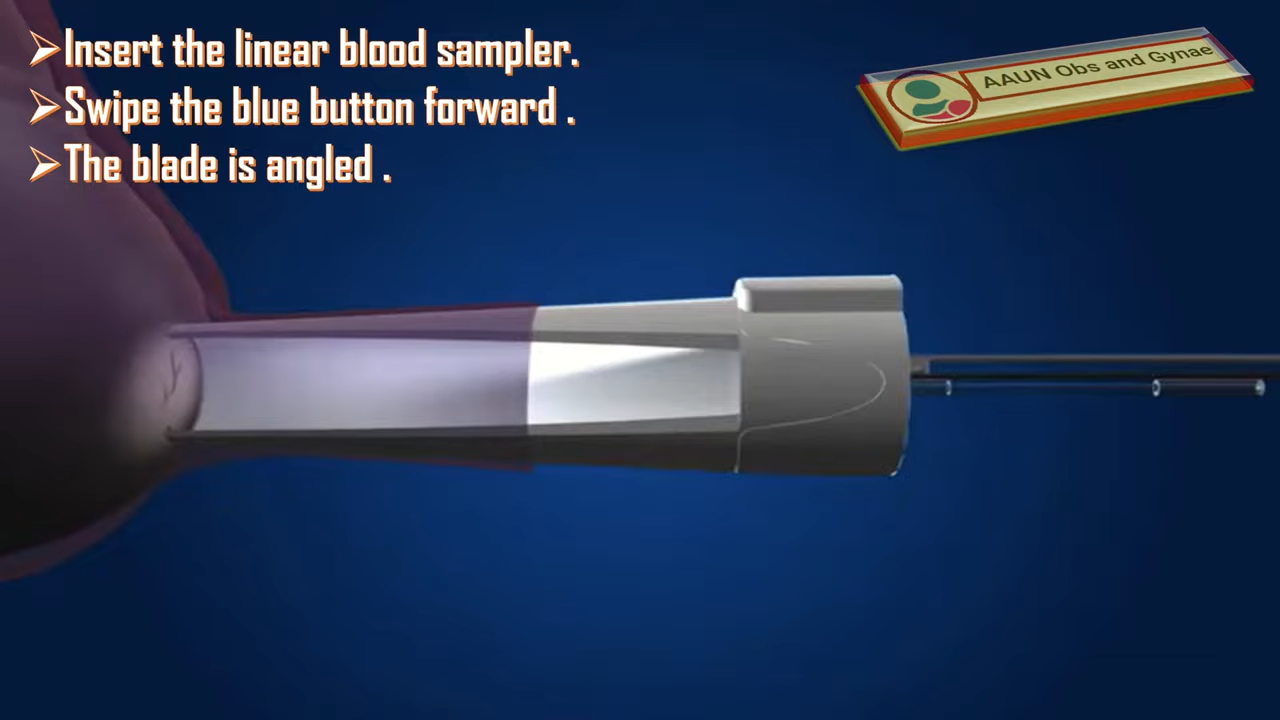 Insert the linear blood sampler.
Swipe the blue button forward .
The blade is angled .
AAUN Obs and Gynae